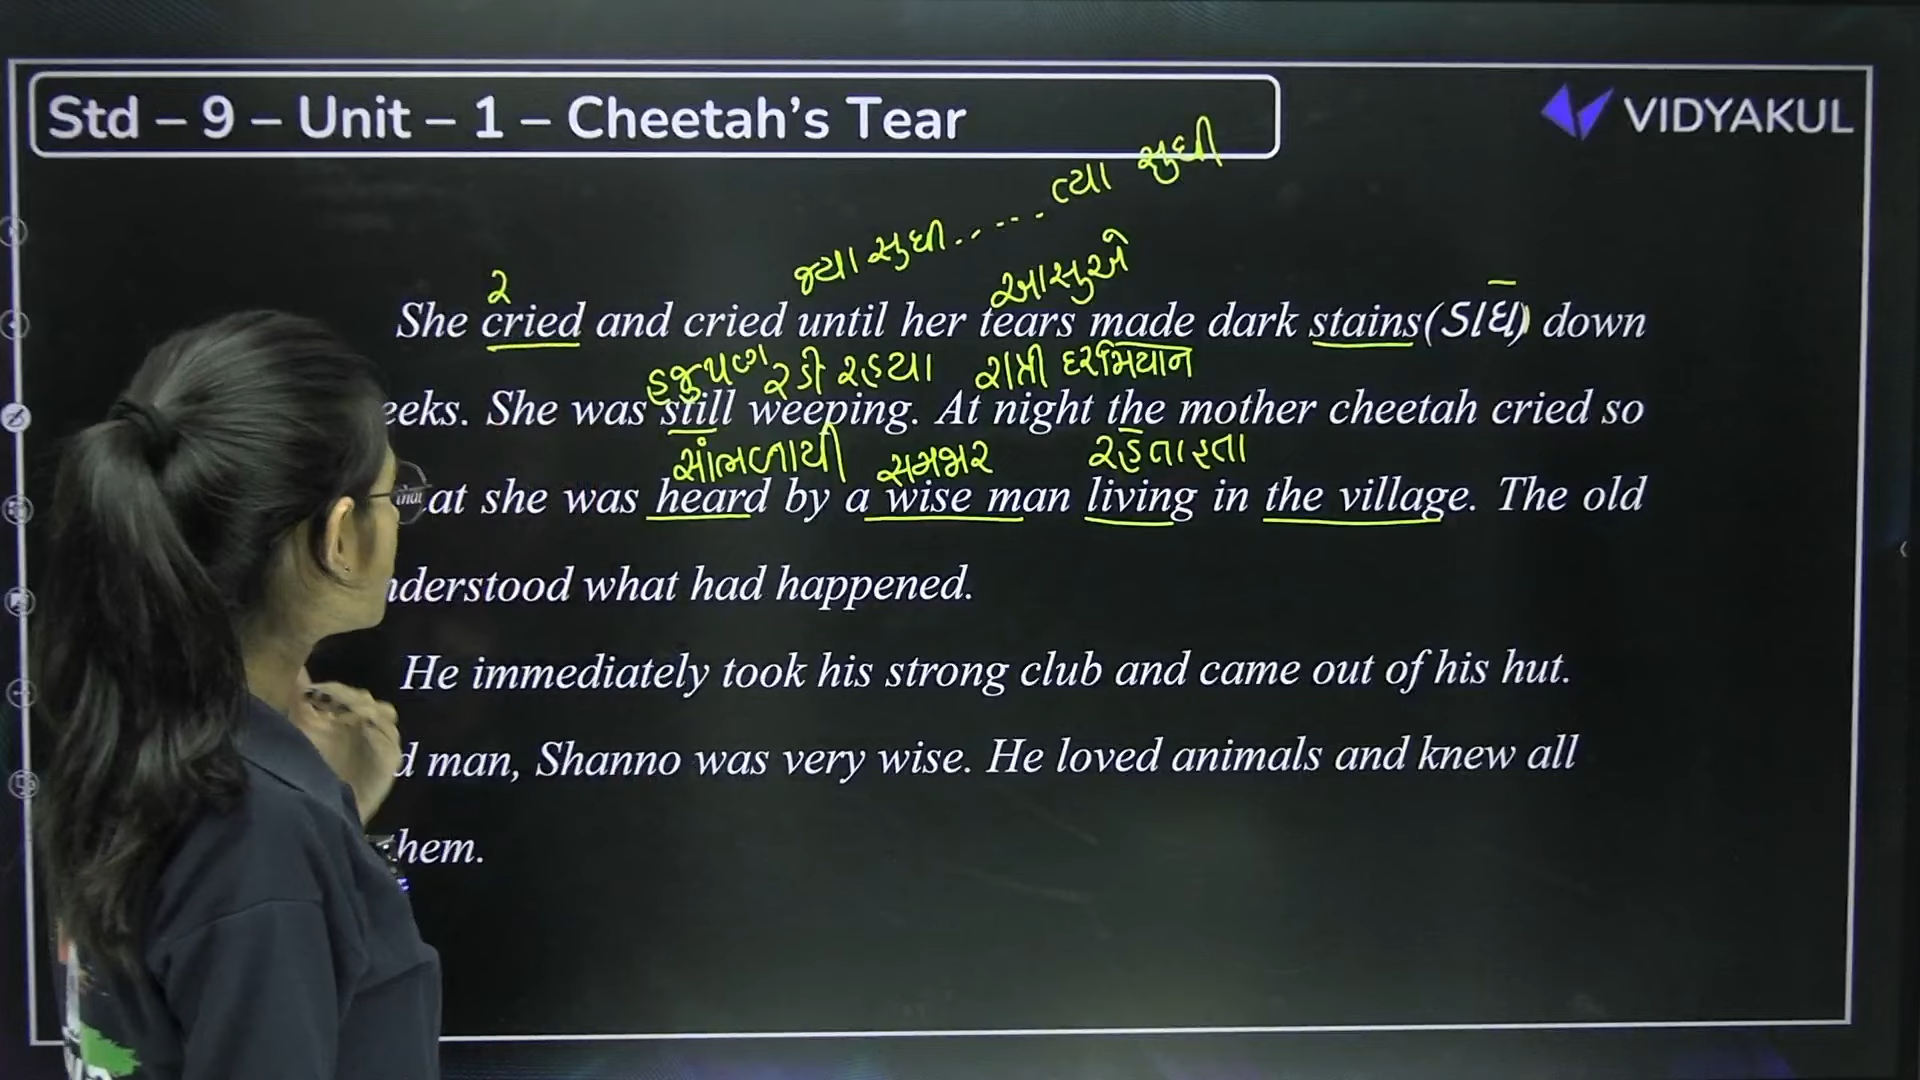 Std – 9 – Unit – 1 – Cheetah's Tear
VIDYAKUL
જ્યા સુધી...... ત્યા સુધી
ર આસુએ
She cried and cried until her tears made dark stains(ડાઘ) down
હજુપણ રડી રહયા રાત્રી દરમિયાન
eeks. She was still weeping. At night the mother cheetah cried so
સાંભળાયી સમજદાર રહેતા હતા
at she was heard by a wise man living in the village. The old
nderstood what had happened.
He immediately took his strong club and came out of his hut.
d man, Shanno was very wise. He loved animals and knew all
hem.